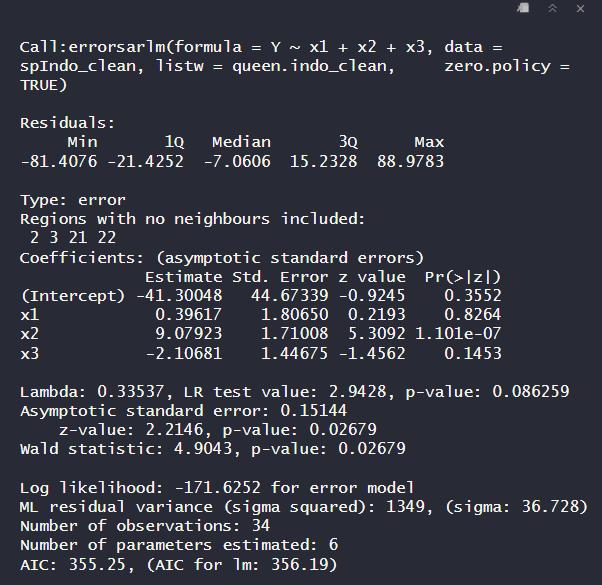 Call:errorsarlm(formula = Y ~ x1 + x2 + x3, data =
spIndo_clean, listw = queen.indo_clean,     zero.policy =
TRUE)
Residuals:
     Min       1Q   Median       3Q      Max
-81.4076 -21.4252  -7.0606  15.2328  88.9783
Type: error
Regions with no neighbours included:
 2 3 21 22
Coefficients: (asymptotic standard errors)
             Estimate Std. Error z value  Pr(>|z|)
(Intercept) -41.30048   44.67339 -0.9245    0.3552
x1            0.39617    1.80650  0.2193    0.8264
x2            9.07923    1.71008  5.3092 1.101e-07
x3           -2.10681    1.44675 -1.4562    0.1453
Lambda: 0.33537, LR test value: 2.9428, p-value: 0.086259
Asymptotic standard error: 0.15144
    z-value: 2.2146, p-value: 0.02679
Wald statistic: 4.9043, p-value: 0.02679
Log likelihood: -171.6252 for error model
ML residual variance (sigma squared): 1349, (sigma: 36.728)
Number of observations: 34
Number of parameters estimated: 6
AIC: 355.25, (AIC for lm: 356.19)